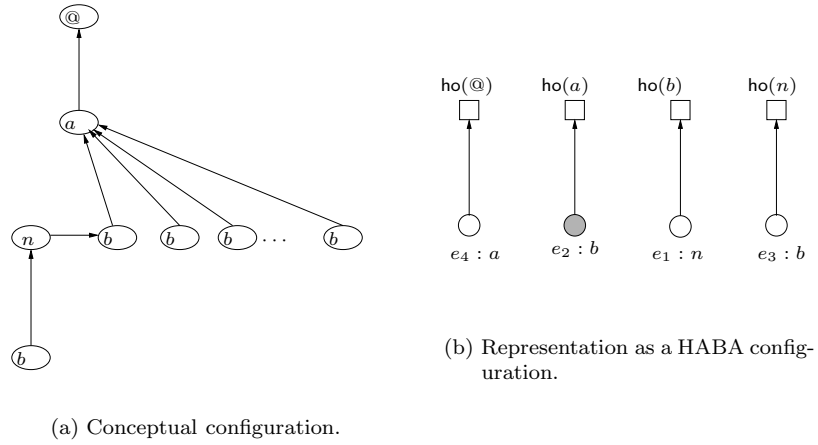 @
a
n
b
b
b
...
b
b
(a) Conceptual configuration.
ho(@) ho(a) ho(b) ho(n)
e₄ : a e₂ : b e₁ : n e₃ : b
(b) Representation as a HABA config-
uration.